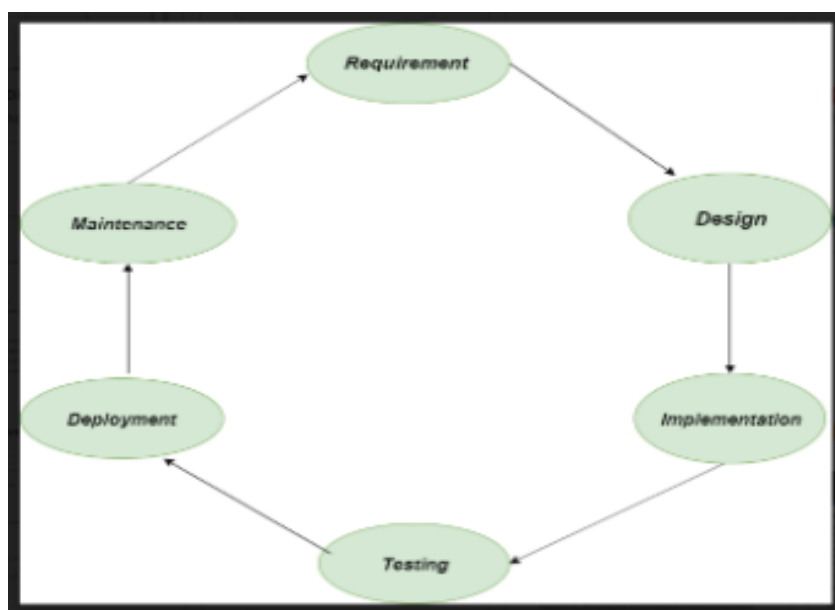 Requirement
Design
Implementation
Testing
Deployment
Maintenance